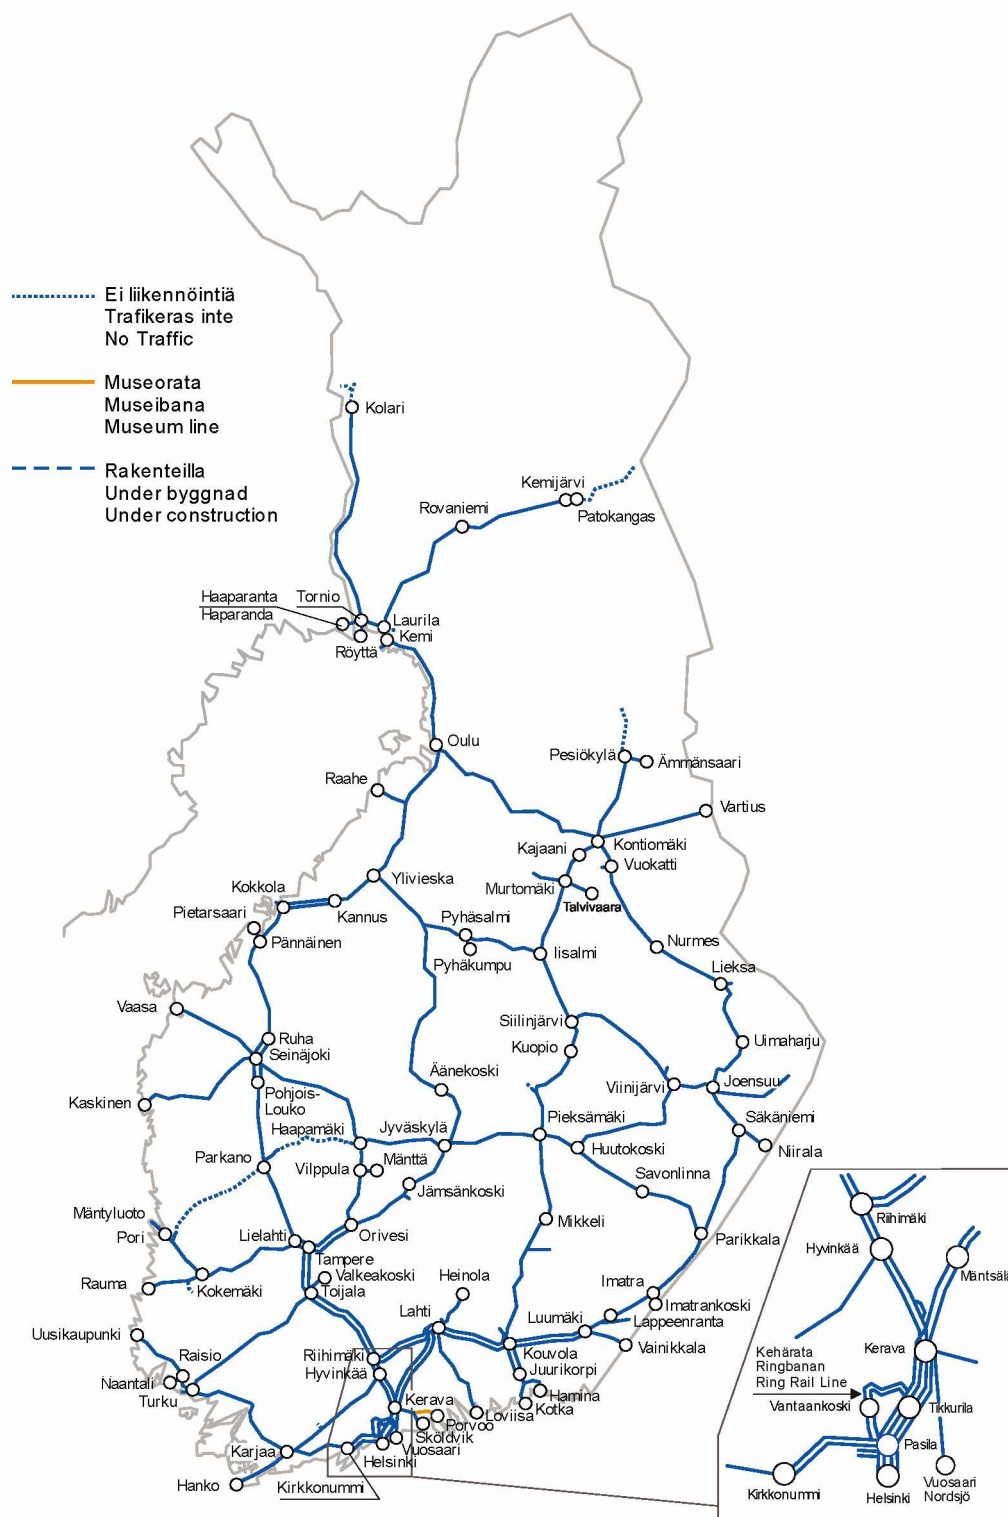 Ei liikennöintiä
Trafikeras inte
No Traffic
Museorata
Museibana
Museum line
Rakenteilla
Under byggnad
Under construction
Kolari
Kemijärvi
Rovaniemi
Patokangas
Haaparanta
Haparanda
Tornio
Laurila
Kemi
Röyttä
Oulu
Pesiökylä
Ämmänsaari
Raahe
Vartius
Kajaani
Kontiomäki
Vuokatti
Ylivieska
Murtomäki
Talvivaara
Kokkola
Kannus
Pietarsaari
Pännäinen
Pyhäsalmi
Pyhäkumpu
Iisalmi
Nurmes
Lieksa
Vaasa
Siilinjärvi
Kuopio
Ruha
Seinäjoki
Uimaharju
Äänekoski
Viinijärvi
Joensuu
Kaskinen
Pohjois-
Louko
Haapamäki
Jyväskylä
Pieksämäki
Säkäniemi
Niirala
Huutokoski
Parkano
Vilppula
Mänttä
Savonlinna
Jämsänkoski
Mäntyluoto
Pori
Mikkeli
Parikkala
Lielahti
Orivesi
Tampere
Valkeakoski
Toijala
Rauma
Kokemäki
Heinola
Imatra
Imatrankoski
Lahti
Luumäki
Lappeenranta
Vainikkala
Uusikaupunki
Raisio
Naantali
Turku
Riihimäki
Hyvinkää
Kouvola
Juurikorpi
Hamina
Kotka
Kerava
Porvoo
Sköldvik
Loviisa
Vuosaari
Helsinki
Karjaa
Hanko
Kirkkonummi
Riihimäki
Hyvinkää
Mäntsälä
Kerava
Kehärata
Ringbanan
Ring Rail Line
Vantaankoski
Tikkurila
Pasila
Kirkkonummi
Helsinki
Vuosaari
Nordsjö